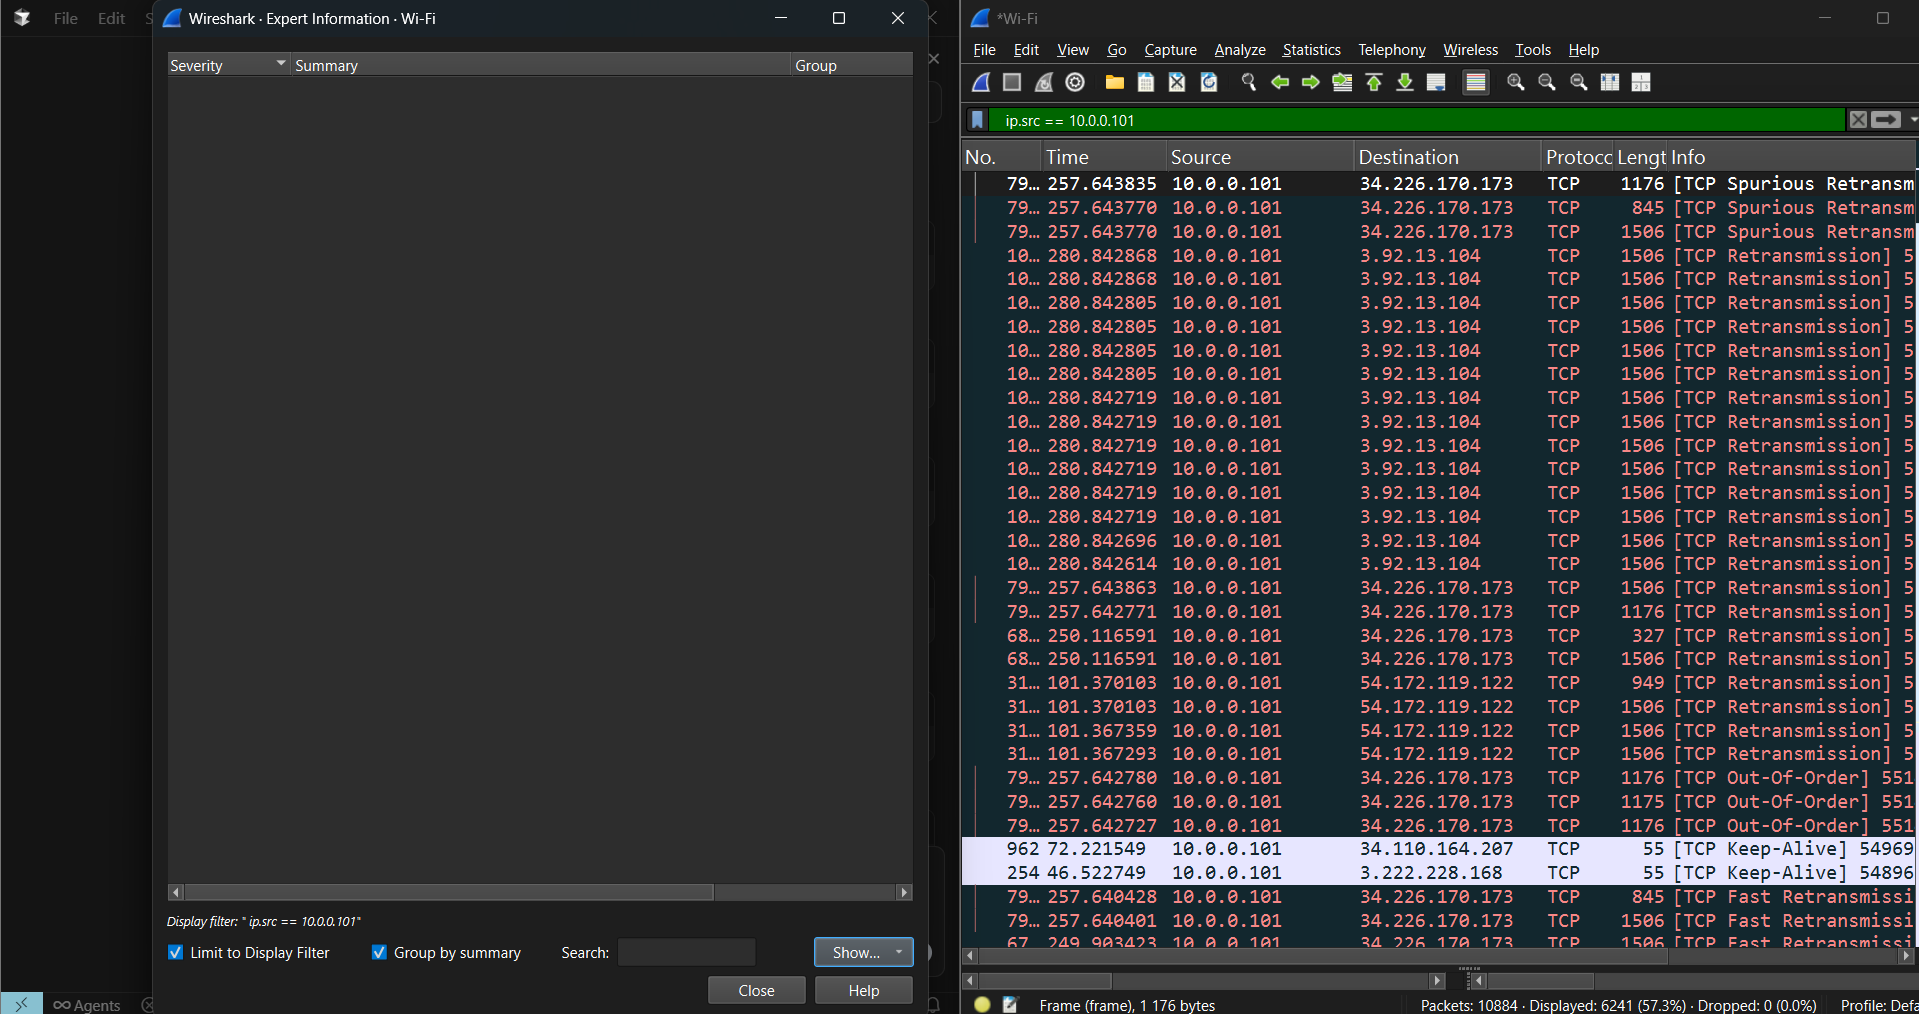 File Edit
Wireshark · Expert Information · Wi-Fi
Severity Summary Group
Display filter: " ip.src == 10.0.0.101"
Limit to Display Filter Group by summary Search: Show...
Close Help
Agents
*Wi-Fi
File Edit View Go Capture Analyze Statistics Telephony Wireless Tools Help
ip.src == 10.0.0.101
No. Time Source Destination Protocc Lengt Info
79... 257.643835 10.0.0.101 34.226.170.173 TCP 1176 [TCP Spurious Retransm
79... 257.643770 10.0.0.101 34.226.170.173 TCP 845 [TCP Spurious Retransm
79... 257.643770 10.0.0.101 34.226.170.173 TCP 1506 [TCP Spurious Retransm
10... 280.842868 10.0.0.101 3.92.13.104 TCP 1506 [TCP Retransmission] 5
10... 280.842868 10.0.0.101 3.92.13.104 TCP 1506 [TCP Retransmission] 5
10... 280.842805 10.0.0.101 3.92.13.104 TCP 1506 [TCP Retransmission] 5
10... 280.842805 10.0.0.101 3.92.13.104 TCP 1506 [TCP Retransmission] 5
10... 280.842805 10.0.0.101 3.92.13.104 TCP 1506 [TCP Retransmission] 5
10... 280.842805 10.0.0.101 3.92.13.104 TCP 1506 [TCP Retransmission] 5
10... 280.842719 10.0.0.101 3.92.13.104 TCP 1506 [TCP Retransmission] 5
10... 280.842719 10.0.0.101 3.92.13.104 TCP 1506 [TCP Retransmission] 5
10... 280.842719 10.0.0.101 3.92.13.104 TCP 1506 [TCP Retransmission] 5
10... 280.842719 10.0.0.101 3.92.13.104 TCP 1506 [TCP Retransmission] 5
10... 280.842719 10.0.0.101 3.92.13.104 TCP 1506 [TCP Retransmission] 5
10... 280.842719 10.0.0.101 3.92.13.104 TCP 1506 [TCP Retransmission] 5
10... 280.842696 10.0.0.101 3.92.13.104 TCP 1506 [TCP Retransmission] 5
10... 280.842614 10.0.0.101 3.92.13.104 TCP 1506 [TCP Retransmission] 5
79... 257.643863 10.0.0.101 34.226.170.173 TCP 1506 [TCP Retransmission] 5
79... 257.642771 10.0.0.101 34.226.170.173 TCP 1176 [TCP Retransmission] 5
68... 250.116591 10.0.0.101 34.226.170.173 TCP 327 [TCP Retransmission] 5
68... 250.116591 10.0.0.101 34.226.170.173 TCP 1506 [TCP Retransmission] 5
31... 101.370103 10.0.0.101 54.172.119.122 TCP 949 [TCP Retransmission] 5
31... 101.370103 10.0.0.101 54.172.119.122 TCP 1506 [TCP Retransmission] 5
31... 101.367359 10.0.0.101 54.172.119.122 TCP 1506 [TCP Retransmission] 5
31... 101.367293 10.0.0.101 54.172.119.122 TCP 1506 [TCP Retransmission] 5
79... 257.642780 10.0.0.101 34.226.170.173 TCP 1176 [TCP Out-Of-Order] 551
79... 257.642760 10.0.0.101 34.226.170.173 TCP 1175 [TCP Out-Of-Order] 551
79... 257.642727 10.0.0.101 34.226.170.173 TCP 1176 [TCP Out-Of-Order] 551
962 72.221549 10.0.0.101 34.110.164.207 TCP 55 [TCP Keep-Alive] 54969
254 46.522749 10.0.0.101 3.222.228.168 TCP 55 [TCP Keep-Alive] 54896
79... 257.640428 10.0.0.101 34.226.170.173 TCP 845 [TCP Fast Retransmissi
79... 257.640401 10.0.0.101 34.226.170.173 TCP 1506 [TCP Fast Retransmissi
67... 249.903423 10.0.0.101 34.226.170.173 TCP 1506 [TCP Fast Retransmissi
Frame (frame), 1 176 bytes Packets: 10884 · Displayed: 6241 (57.3%) · Dropped: 0 (0.0%) Profile: Defa